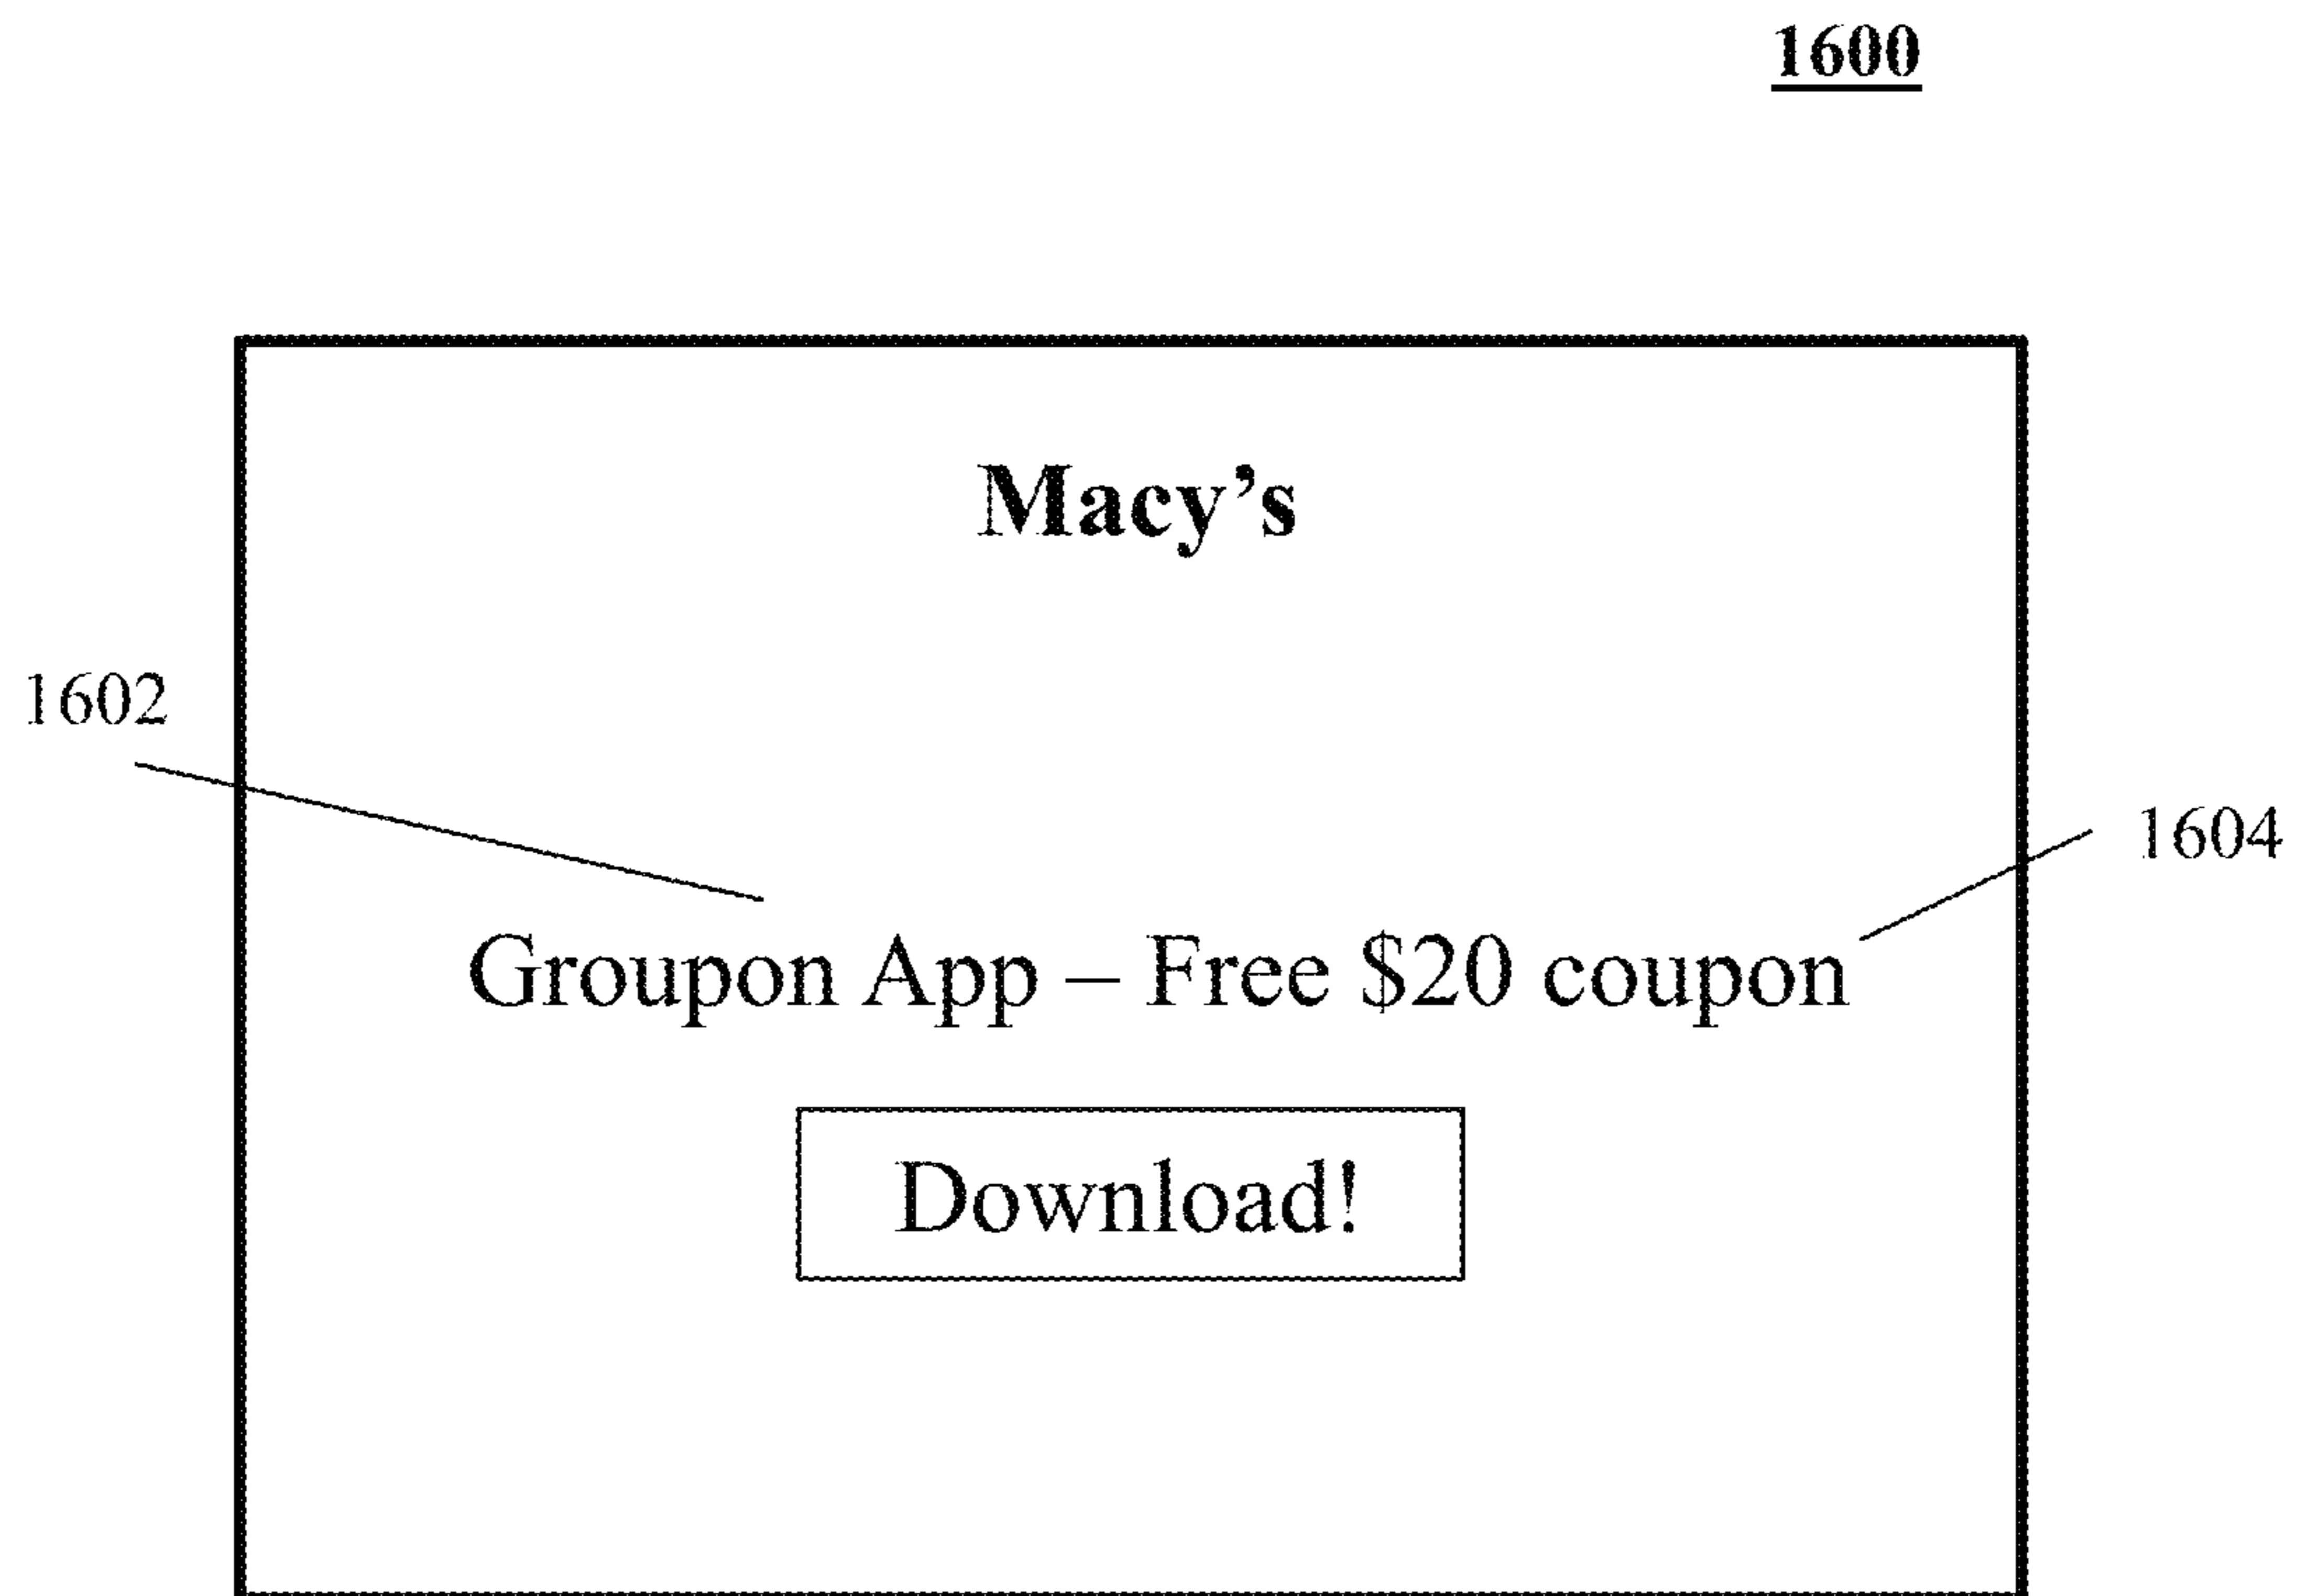 1600
Macy’s
1602
1604
Groupon App – Free $20 coupon
Download!